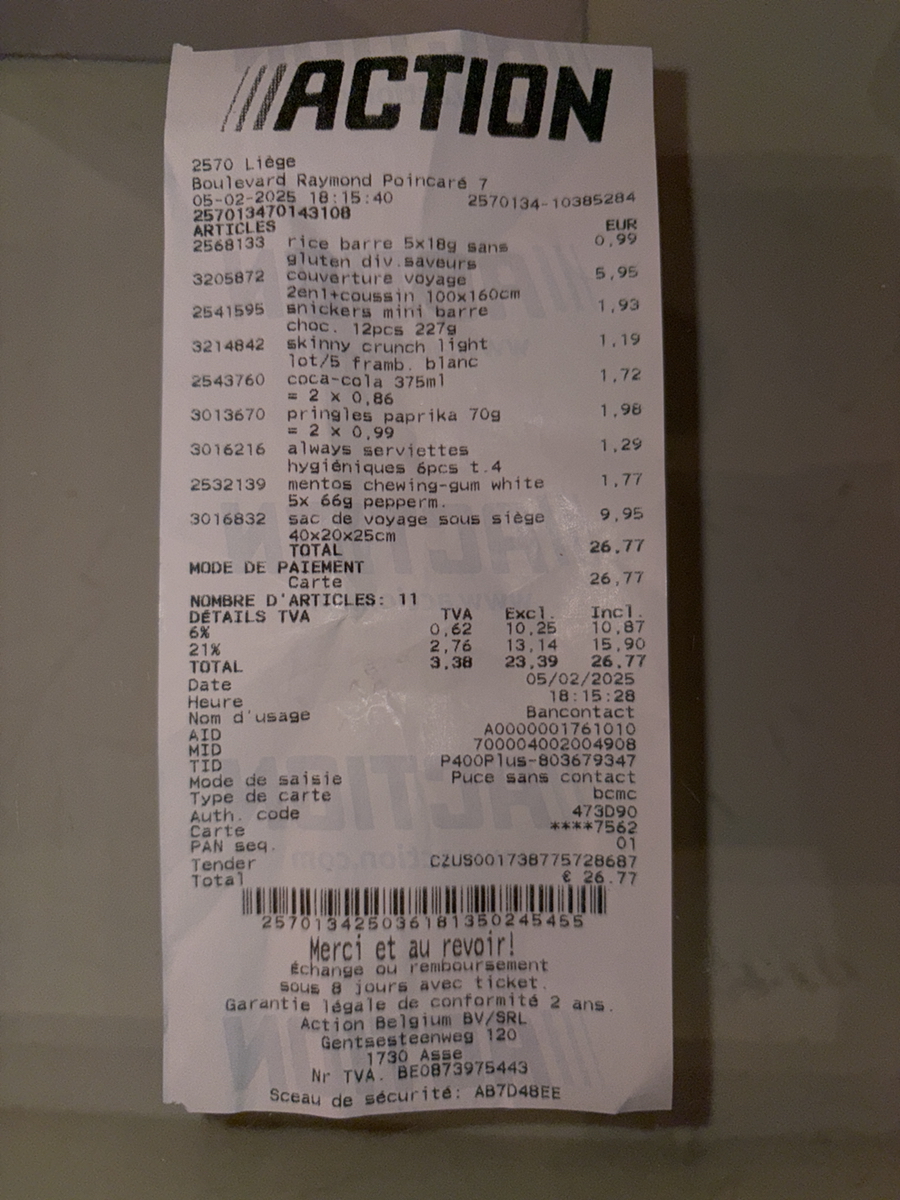 ACTION
2570 Liège
Boulevard Raymond Poincaré 7
05-02-2025 18:15:40 2570134-10385284
257013470143108
ARTICLES EUR
2568133 rice barre 5x18g sans 0,99
gluten div.saveurs
3205872 couverture voyage 5,95
2en1+coussin 100x160cm
2541595 snickers mini barre 1,93
choc. 12pcs 227g
3214842 skinny crunch light 1,19
lot/5 framb. blanc
2543760 coca-cola 375ml 1,72
= 2 x 0,86
3013670 pringles paprika 70g 1,98
= 2 x 0,99
3016216 always serviettes 1,29
hygiéniques 6pcs t.4
2532139 mentos chewing-gum white 1,77
5x 66g pepperm.
3016832 sac de voyage sous siège 9,95
40x20x25cm
TOTAL 26,77
MODE DE PAIEMENT
Carte 26,77
NOMBRE D'ARTICLES: 11
DÉTAILS TVA TVA Excl. Incl.
6% 0,62 10,25 10,87
21% 2,76 13,14 15,90
TOTAL 3,38 23,39 26,77
Date 05/02/2025
Heure 18:15:28
Nom d'usage Bancontact
AID A0000001761010
MID 700004002004908
TID P400Plus-803679347
Mode de saisie Puce sans contact
Type de carte bcmc
Auth. code 473D90
Carte ****7562
PAN seq. 01
Tender CZUS001738775728687
Total € 26.77
257013425036181350245455
Merci et au revoir!
Échange ou remboursement
sous 8 jours avec ticket.
Garantie légale de conformité 2 ans.
Action Belgium BV/SRL
Gentsesteenweg 120
1730 Asse
Nr TVA. BE0873975443
Sceau de sécurité: AB7D48EE